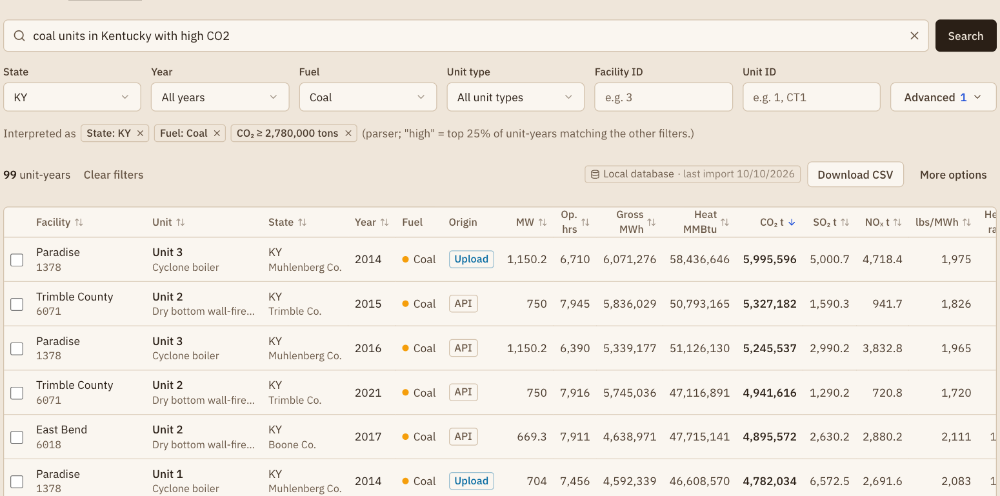 coal units in Kentucky with high CO2
Search
State Year Fuel Unit type Facility ID Unit ID
KY All years Coal All unit types e.g. 3 e.g. 1, CT1 Advanced 1
Interpreted as State: KY Fuel: Coal CO₂ ≥ 2,780,000 tons (parser; "high" = top 25% of unit-years matching the other filters.)
99 unit-years Clear filters Local database · last import 10/10/2026 Download CSV More options
Facility Unit State Year Fuel Origin MW Op. hrs Gross MWh Heat MMBtu CO₂ t SO₂ t NOₓ t lbs/MWh
Paradise Unit 3 KY 2014 Coal Upload 1,150.2 6,710 6,071,276 58,436,646 5,995,596 5,000.7 4,718.4 1,975
1378 Cyclone boiler Muhlenberg Co.
Trimble County Unit 2 KY 2015 Coal API 750 7,945 5,836,029 50,793,165 5,327,182 1,590.3 941.7 1,826
6071 Dry bottom wall-fire... Trimble Co.
Paradise Unit 3 KY 2016 Coal API 1,150.2 6,390 5,339,177 51,126,130 5,245,537 2,990.2 3,832.8 1,965
1378 Cyclone boiler Muhlenberg Co.
Trimble County Unit 2 KY 2021 Coal API 750 7,916 5,745,036 47,116,891 4,941,616 1,290.2 720.8 1,720
6071 Dry bottom wall-fire... Trimble Co.
East Bend Unit 2 KY 2017 Coal API 669.3 7,911 4,638,971 47,715,141 4,895,572 2,630.2 2,880.2 2,111
6018 Dry bottom wall-fire... Boone Co.
Paradise Unit 1 KY 2014 Coal Upload 704 7,456 4,592,339 46,608,570 4,782,034 6,572.5 2,691.6 2,083
1378 Cyclone boiler Muhlenberg Co.